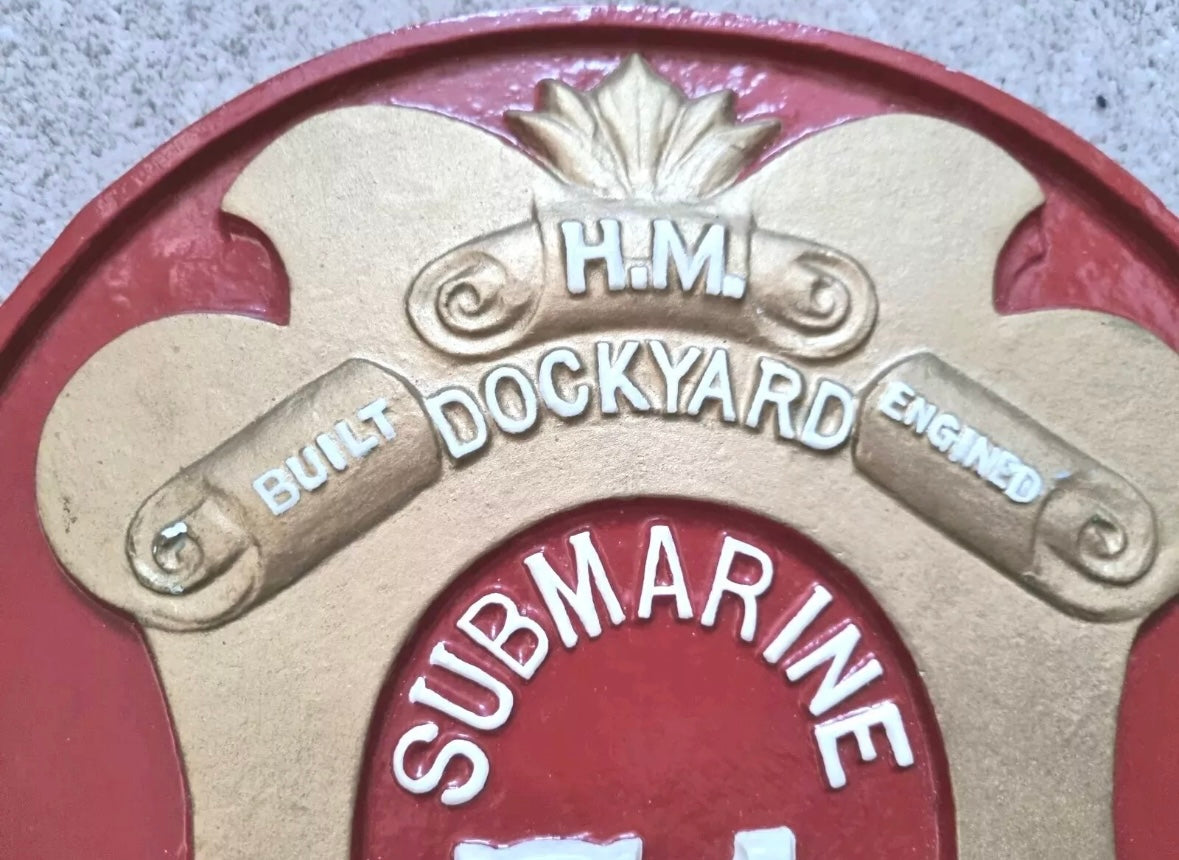 H.M.
DOCKYARD
BUILT
ENGINED
SUBMARINE